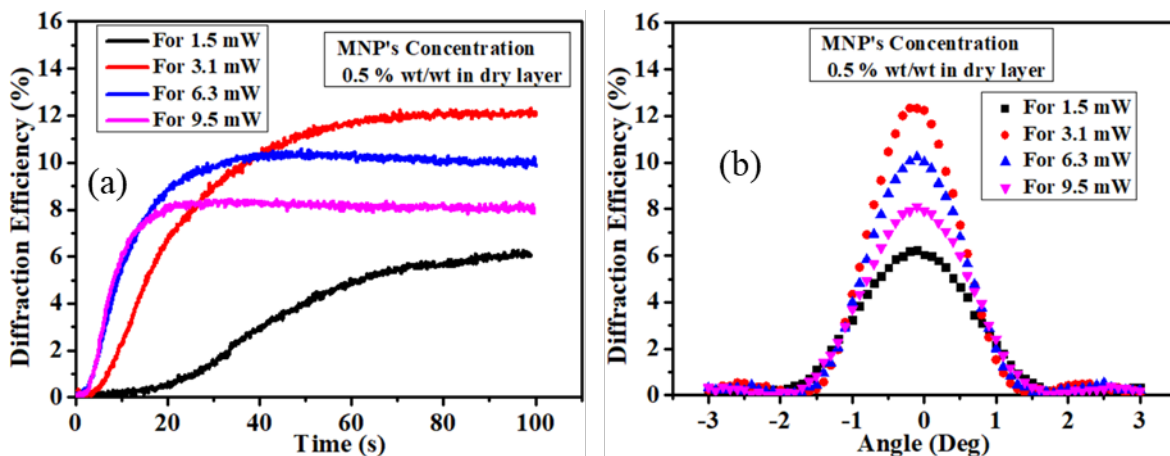 16
14
12
10
8
6
4
2
0
Diffraction Efficiency (%)
For 1.5 mW
For 3.1 mW
For 6.3 mW
For 9.5 mW
MNP's Concentration
0.5 % wt/wt in dry layer
(a)
0 20 40 60 80 100
Time (s)
16
14
12
10
8
6
4
2
0
Diffraction Efficiency (%)
MNP's Concentration
0.5 % wt/wt in dry layer
For 1.5 mW
For 3.1 mW
For 6.3 mW
For 9.5 mW
(b)
-3 -2 -1 0 1 2 3
Angle (Deg)